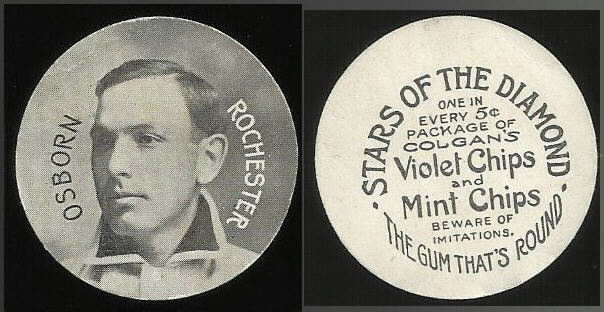 OSBORN
ROCHESTER
STARS OF THE DIAMOND
ONE IN
EVERY 5¢
PACKAGE OF
COLGAN'S
Violet Chips
and
Mint Chips
BEWARE OF
IMITATIONS.
THE GUM THAT'S ROUND